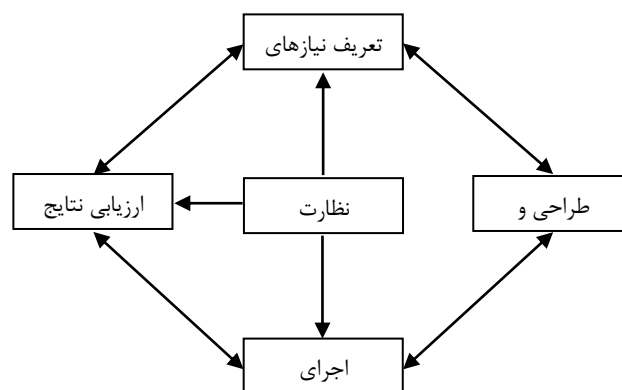 تعریف نیازهای
طراحی و
نظارت
ارزیابی نتایج
اجرای